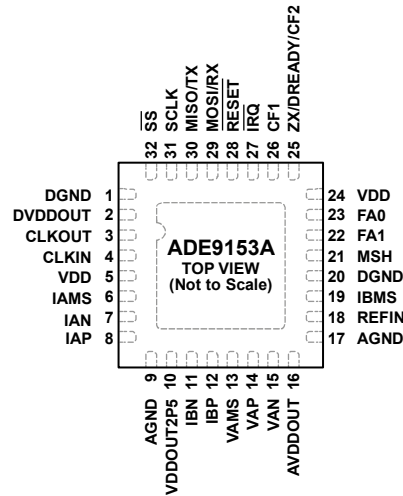 SS
SCLK
MISO/TX
MOSI/RX
RESET
IRQ
CF1
ZX/DREADY/CF2
32
31
30
29
28
27
26
25
DGND 1
DVDDOUT 2
CLKOUT 3
CLKIN 4
VDD 5
IAMS 6
IAN 7
IAP 8
ADE9153A
TOP VIEW
(Not to Scale)
24 VDD
23 FA0
22 FA1
21 MSH
20 DGND
19 IBMS
18 REFIN
17 AGND
9
10
11
12
13
14
15
16
AGND
VDDOUT2P5
IBN
IBP
VAMS
VAP
VAN
AVDDOUT